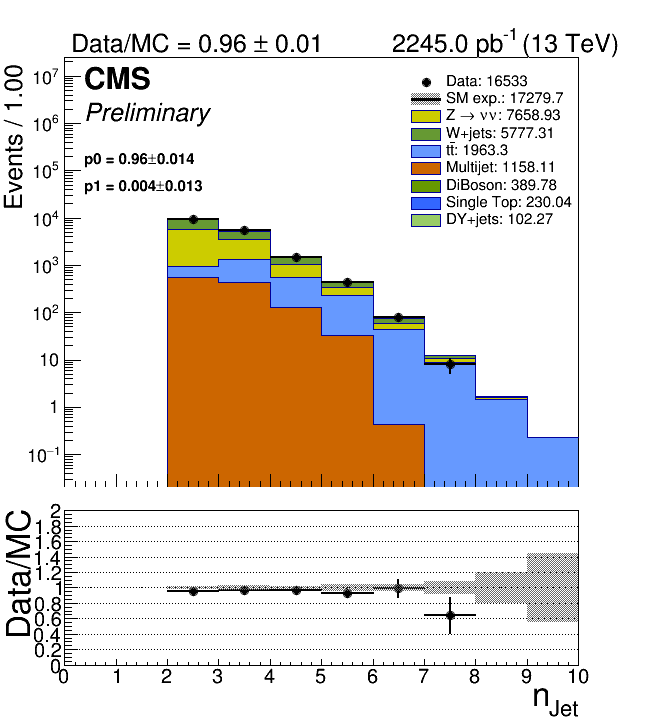 Data/MC = 0.96 ± 0.01 2245.0 pb⁻¹ (13 TeV)
CMS
Preliminary
p0 = 0.96±0.014
p1 = 0.004±0.013
Data: 16533
SM exp.: 17279.7
Z → νν: 7658.93
W+jets: 5777.31
tt̄: 1963.3
Multijet: 1158.11
DiBoson: 389.78
Single Top: 230.04
DY+jets: 102.27
Events / 1.00
10⁷
10⁶
10⁵
10⁴
10³
10²
10
1
10⁻¹
Data/MC
2
1.8
1.6
1.4
1.2
1
0.8
0.6
0.4
0.2
0
0 1 2 3 4 5 6 7 8 9 10
n_Jet